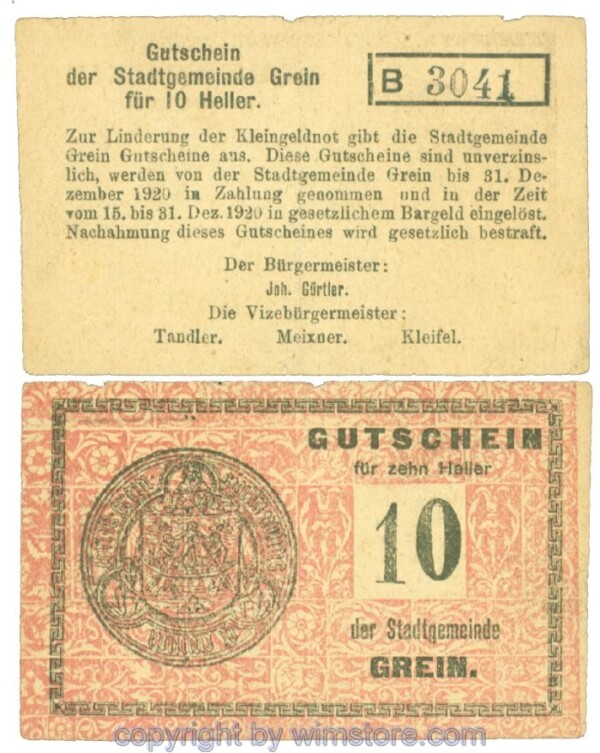 Gutschein
der Stadtgemeinde Grein
für 10 Heller.
B 3041
Zur Linderung der Kleingeldnot gibt die Stadtgemeinde
Grein Gutscheine aus. Diese Gutscheine sind unverzins-
lich, werden von der Stadtgemeinde Grein bis 31. De-
zember 1920 in Zahlung genommen und in der Zeit
vom 15. bis 31. Dez. 1920 in gesetzlichem Bargeld eingelöst.
Nachahmung dieses Gutscheines wird gesetzlich bestraft.
Der Bürgermeister:
Joh. Gürtler.
Die Vizebürgermeister:
Tandler. Meixner. Kleifel.
GUTSCHEIN
für zehn Heller
10
der Stadtgemeinde
GREIN.
copyright by wimstore.com